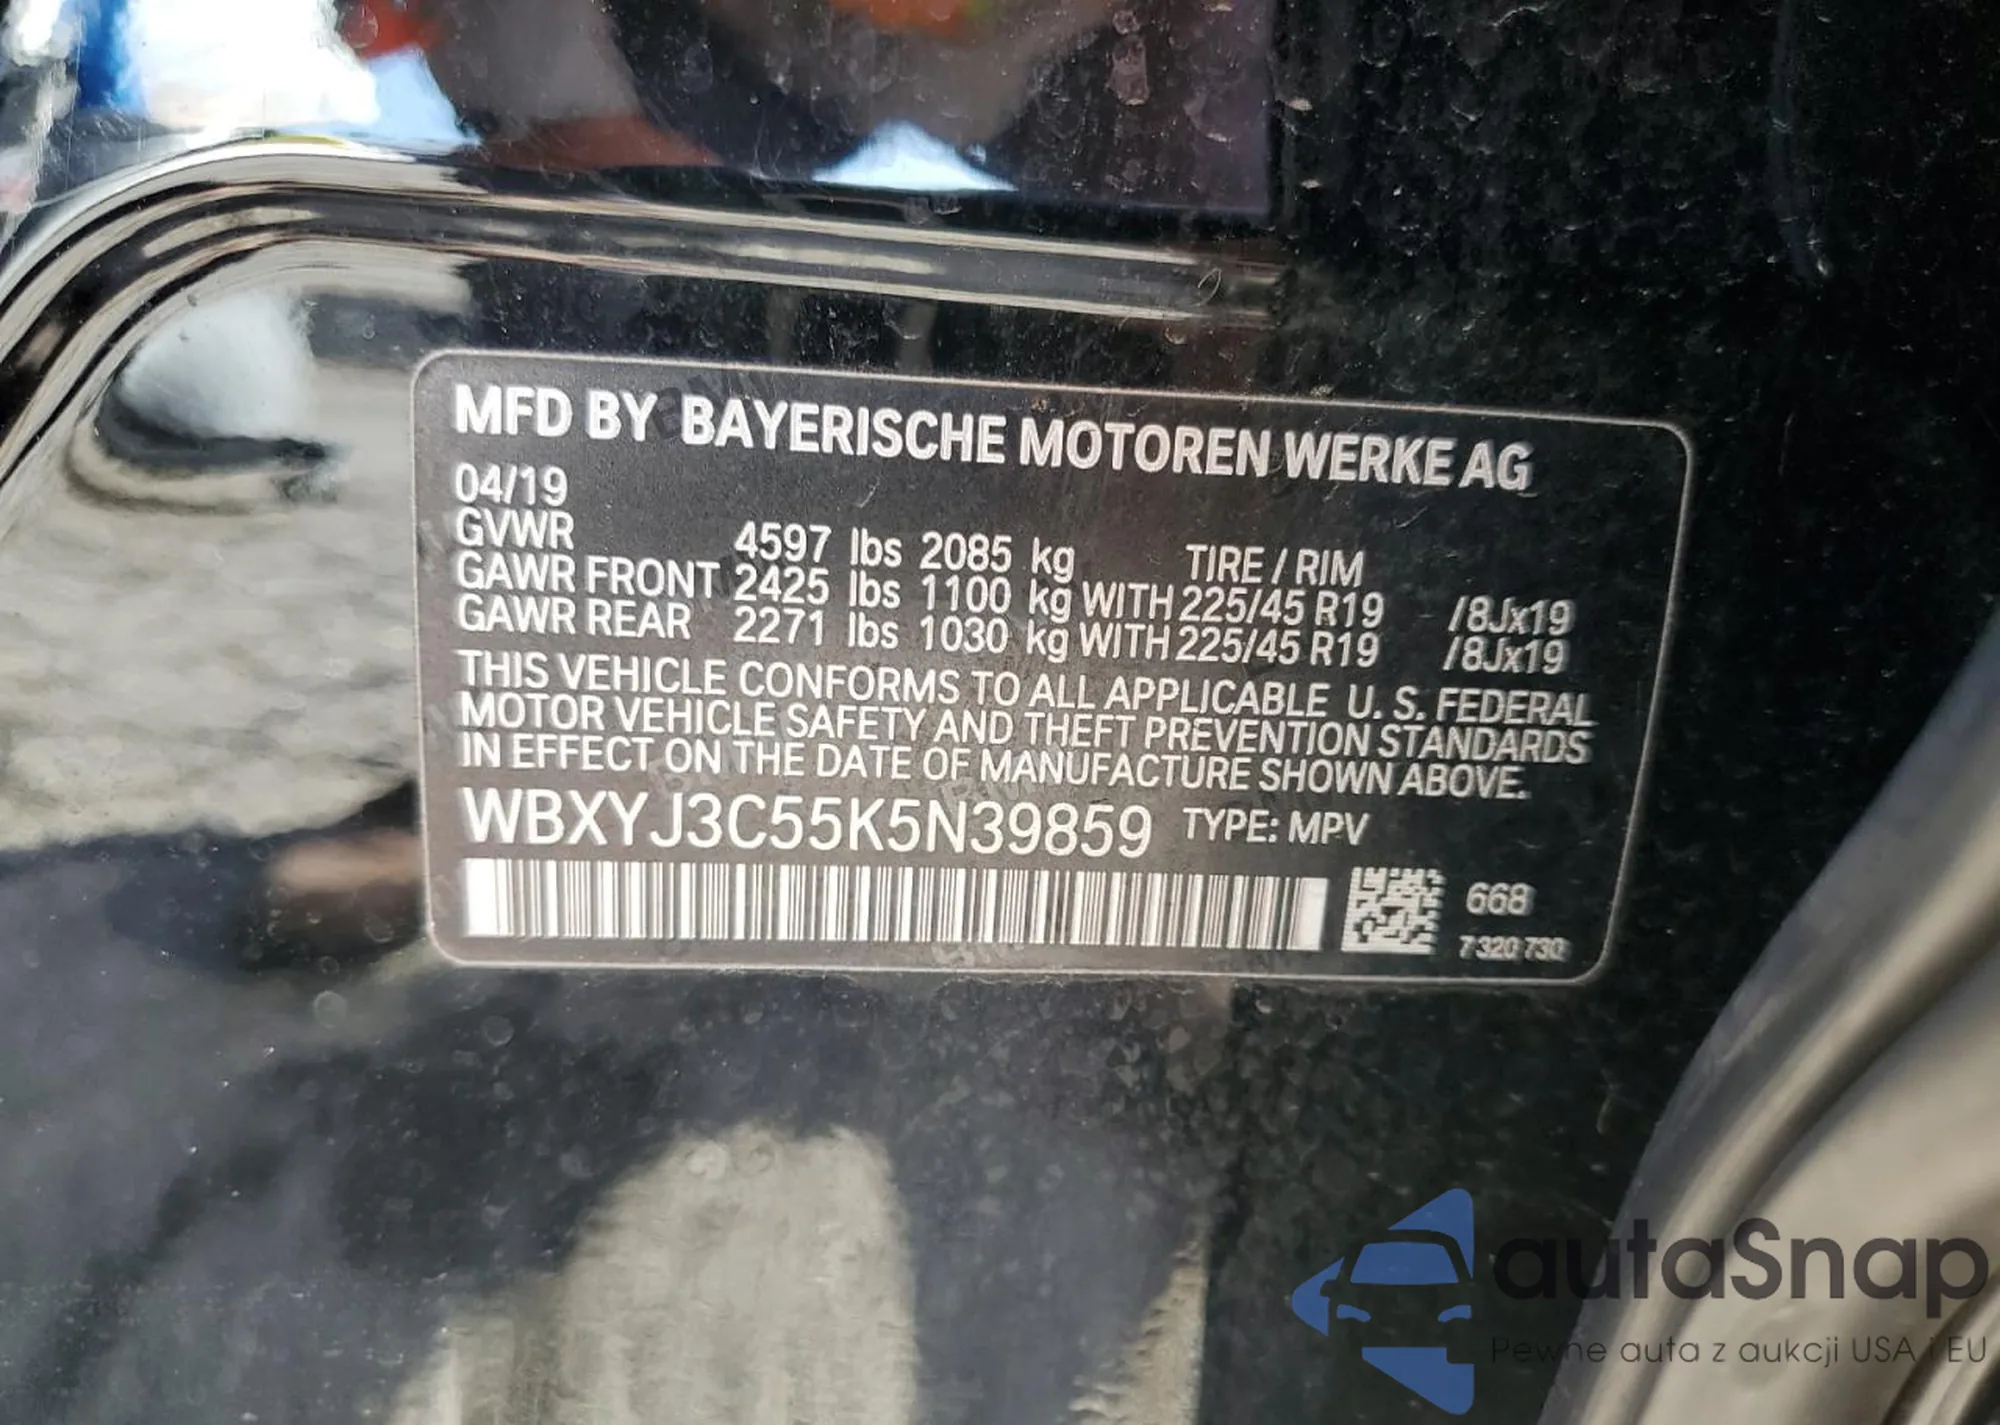 MFD BY BAYERISCHE MOTOREN WERKE AG
04/19
GVWR 4597 lbs 2085 kg TIRE / RIM
GAWR FRONT 2425 lbs 1100 kg WITH 225/45 R19 /8Jx19
GAWR REAR 2271 lbs 1030 kg WITH 225/45 R19 /8Jx19
THIS VEHICLE CONFORMS TO ALL APPLICABLE U. S. FEDERAL
MOTOR VEHICLE SAFETY AND THEFT PREVENTION STANDARDS
IN EFFECT ON THE DATE OF MANUFACTURE SHOWN ABOVE.
WBXYJ3C55K5N39859 TYPE: MPV
668
7 320 730
autaSnap
Pewne auta z aukcji USA i EU